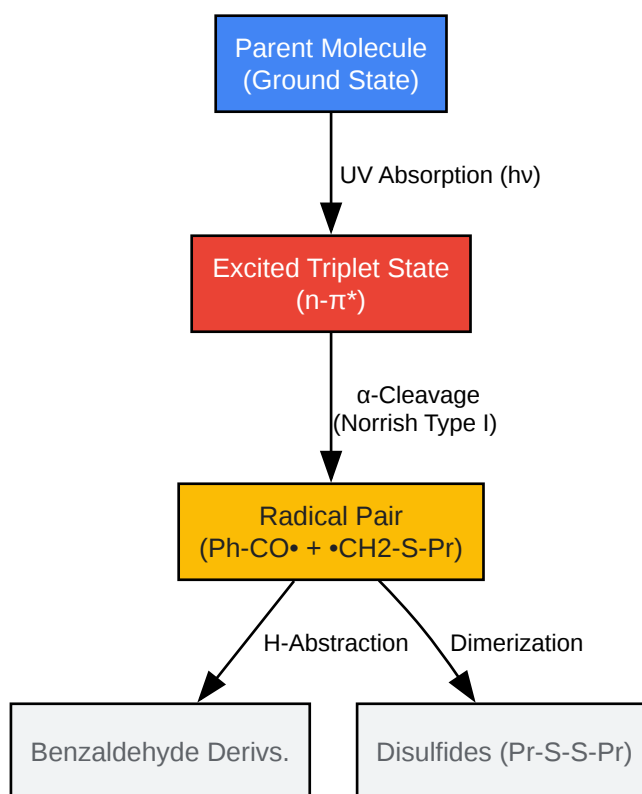 Parent Molecule
(Ground State)
UV Absorption (hν)
Excited Triplet State
(n-π*)
α-Cleavage
(Norrish Type I)
Radical Pair
(Ph-CO• + •CH2-S-Pr)
H-Abstraction
Dimerization
Benzaldehyde Derivs.
Disulfides (Pr-S-S-Pr)